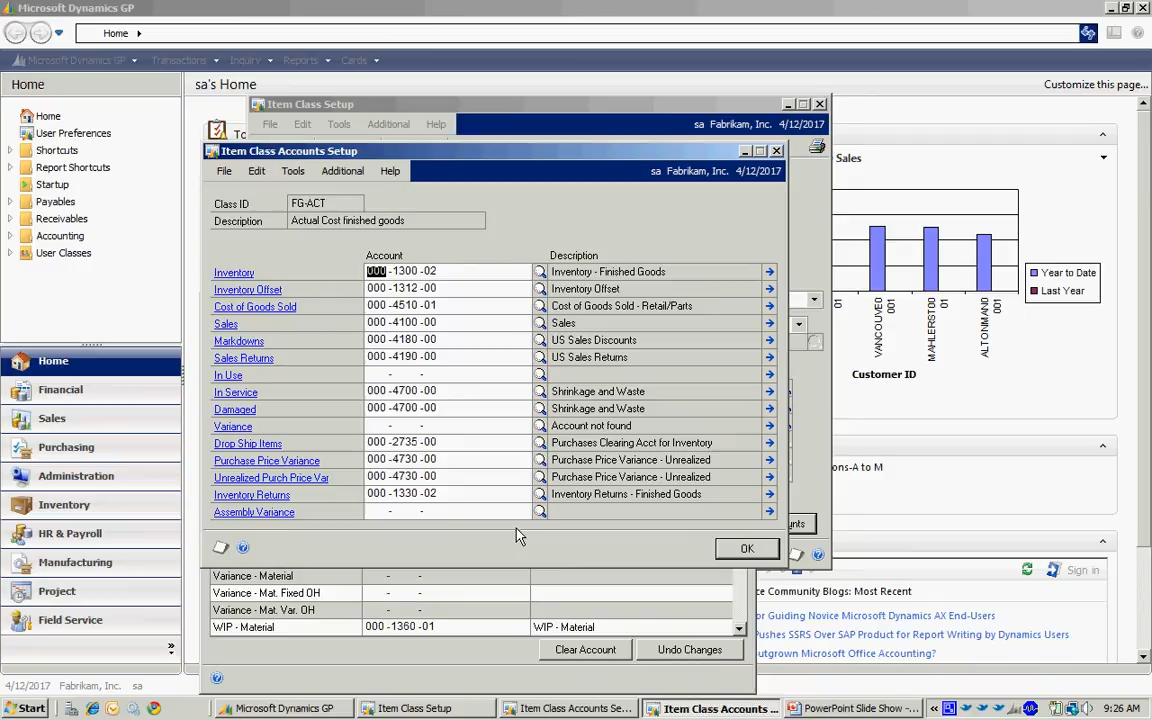 Microsoft Dynamics GP
Home
Microsoft Dynamics GP Transactions Inquiry Reports Cards
Home
sa's Home
Customize this page...
Home
User Preferences
Shortcuts
Report Shortcuts
Startup
Payables
Receivables
Accounting
User Classes
To
Item Class Setup
File Edit Tools Additional Help
sa Fabrikam, Inc. 4/12/2017
Item Class Accounts Setup
File Edit Tools Additional Help
sa Fabrikam, Inc. 4/12/2017
Class ID FG-ACT
Description Actual Cost finished goods
Account Description
Inventory 000 -1300 -02 Inventory - Finished Goods
Inventory Offset 000 -1312 -00 Inventory Offset
Cost of Goods Sold 000 -4510 -01 Cost of Goods Sold - Retail/Parts
Sales 000 -4100 -00 Sales
Markdowns 000 -4180 -00 US Sales Discounts
Sales Returns 000 -4190 -00 US Sales Returns
In Use - -
In Service 000 -4700 -00 Shrinkage and Waste
Damaged 000 -4700 -00 Shrinkage and Waste
Variance - - Account not found
Drop Ship Items 000 -2735 -00 Purchases Clearing Acct for Inventory
Purchase Price Variance 000 -4730 -00 Purchase Price Variance - Unrealized
Unrealized Purch Price Var 000 -4730 -00 Purchase Price Variance - Unrealized
Inventory Returns 000 -1330 -02 Inventory Returns - Finished Goods
Assembly Variance - -
OK
unts
Variance - Material - -
Variance - Mat. Fixed OH - -
Variance - Mat. Var. OH - -
WIP - Material 000 -1360 -01 WIP - Material
Clear Account Undo Changes
Sales
Year to Date
Last Year
01
VANCOUVE0
001
MAHLERST00
01
ALTONMAND
001
Customer ID
ons-A to M
Sign in
ce Community Blogs: Most Recent
or Guiding Novice Microsoft Dynamics AX End-Users
Pushes SSRS Over SAP Product for Report Writing by Dynamics Users
outgrown Microsoft Office Accounting?
Home
Financial
Sales
Purchasing
Administration
Inventory
HR & Payroll
Manufacturing
Project
Field Service
4/12/2017 Fabrikam, Inc. sa
Start
Microsoft Dynamics GP
Item Class Setup
Item Class Accounts Se...
Item Class Accounts ...
PowerPoint Slide Show - ...
9:26 AM